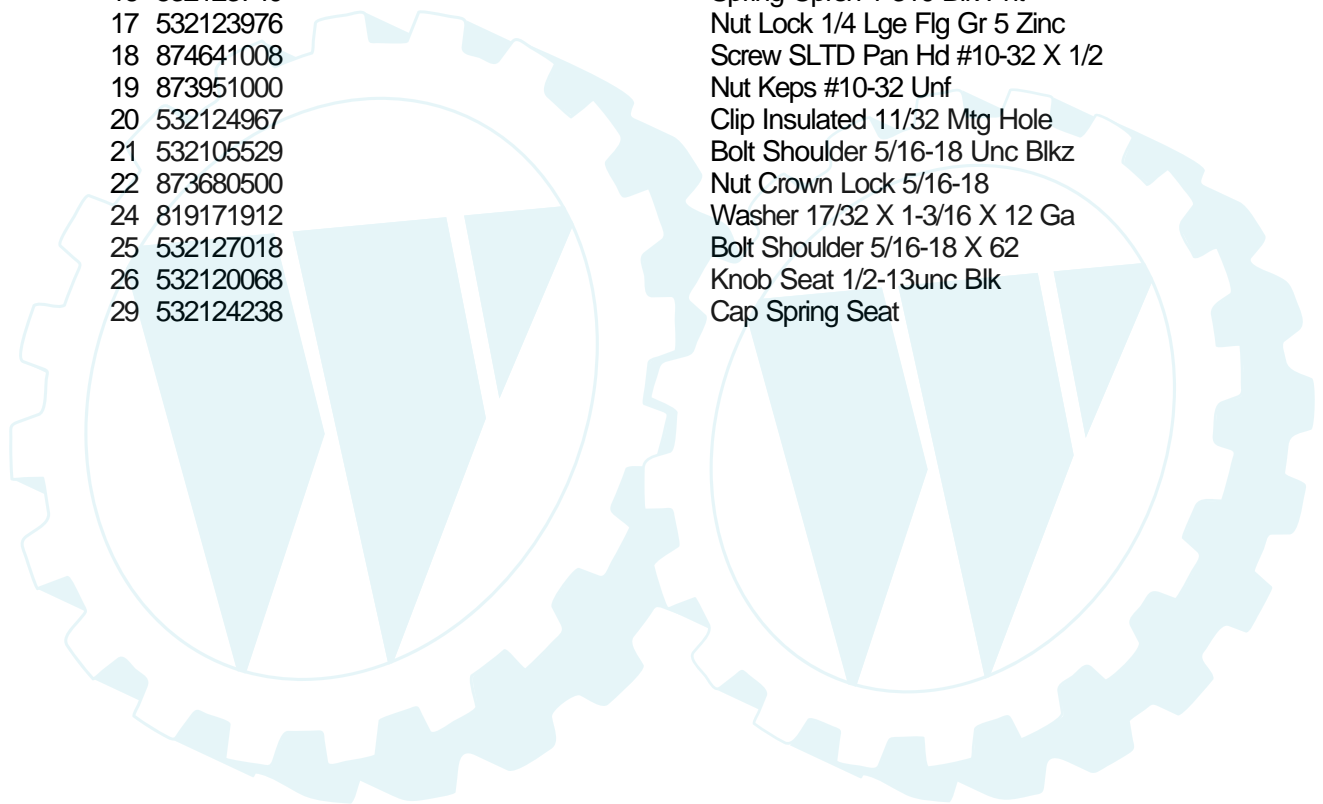 17 532123976 Nut Lock 1/4 Lge Flg Gr 5 Zinc
18 874641008 Screw SLTD Pan Hd #10-32 X 1/2
19 873951000 Nut Keps #10-32 Unf
20 532124967 Clip Insulated 11/32 Mtg Hole
21 532105529 Bolt Shoulder 5/16-18 Unc Blkz
22 873680500 Nut Crown Lock 5/16-18
24 819171912 Washer 17/32 X 1-3/16 X 12 Ga
25 532127018 Bolt Shoulder 5/16-18 X 62
26 532120068 Knob Seat 1/2-13unc Blk
29 532124238 Cap Spring Seat